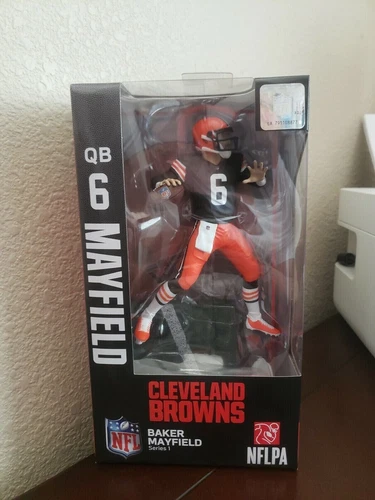 QB
6
MAYFIELD
6
CLEVELAND
BROWNS
NFL
BAKER
MAYFIELD
Series 1
NFLPA